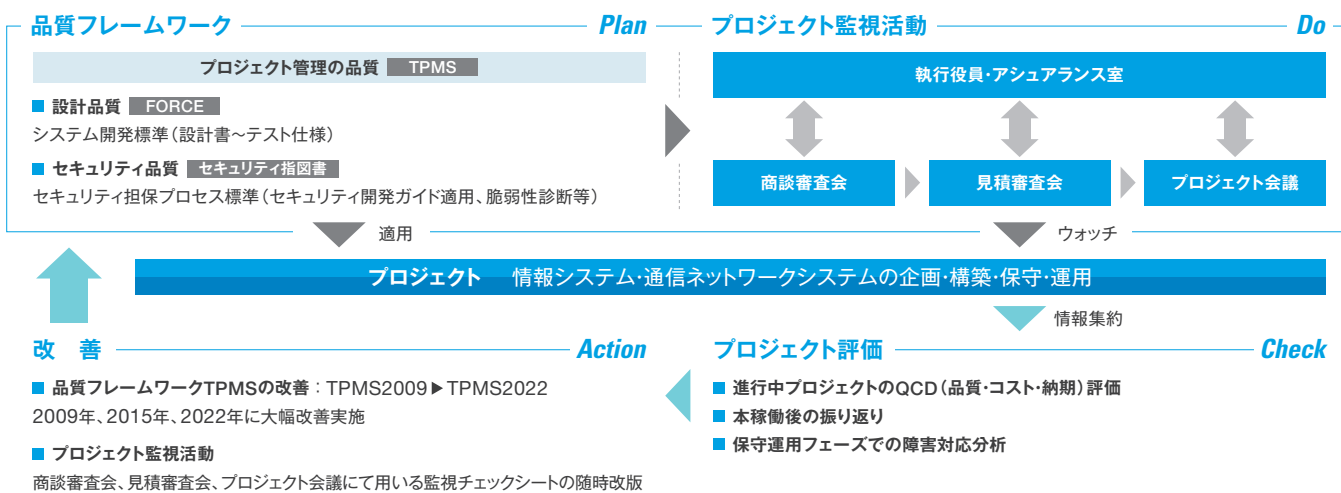 品質フレームワーク Plan
プロジェクト管理の品質 TPMS
■ 設計品質 FORCE
システム開発標準（設計書～テスト仕様）
■ セキュリティ品質 セキュリティ指図書
セキュリティ担保プロセス標準（セキュリティ開発ガイド適用、脆弱性診断等）
プロジェクト監視活動 Do
執行役員・アシュアランス室
商談審査会
見積審査会
プロジェクト会議
適用
ウォッチ
プロジェクト 情報システム・通信ネットワークシステムの企画・構築・保守・運用
情報集約
プロジェクト評価 Check
■ 進行中プロジェクトのQCD（品質・コスト・納期）評価
■ 本稼働後の振り返り
■ 保守運用フェーズでの障害対応分析
改　善 Action
■ 品質フレームワークTPMSの改善：TPMS2009▶TPMS2022
2009年、2015年、2022年に大幅改善実施
■ プロジェクト監視活動
商談審査会、見積審査会、プロジェクト会議にて用いる監視チェックシートの随時改版